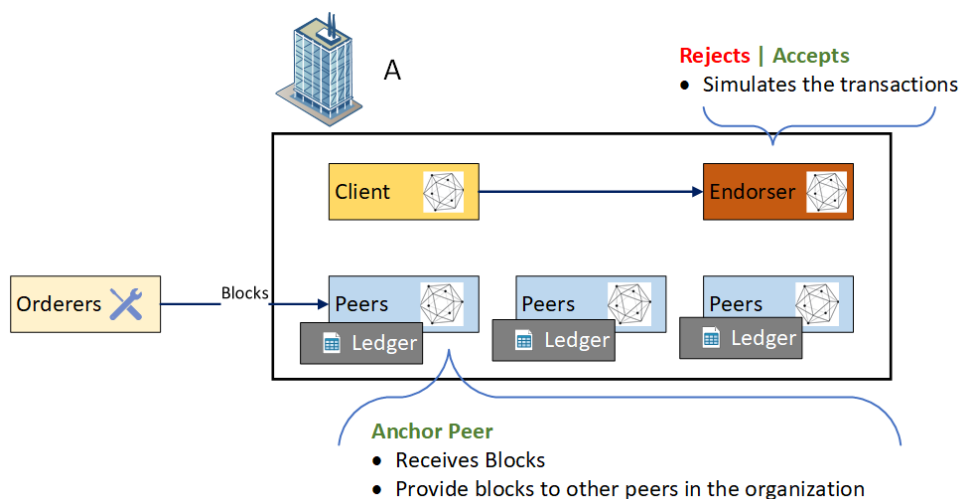 A
Rejects | Accepts
• Simulates the transactions
Client
Endorser
Orderers
Blocks
Peers
Peers
Peers
Ledger
Ledger
Ledger
Anchor Peer
• Receives Blocks
• Provide blocks to other peers in the organization